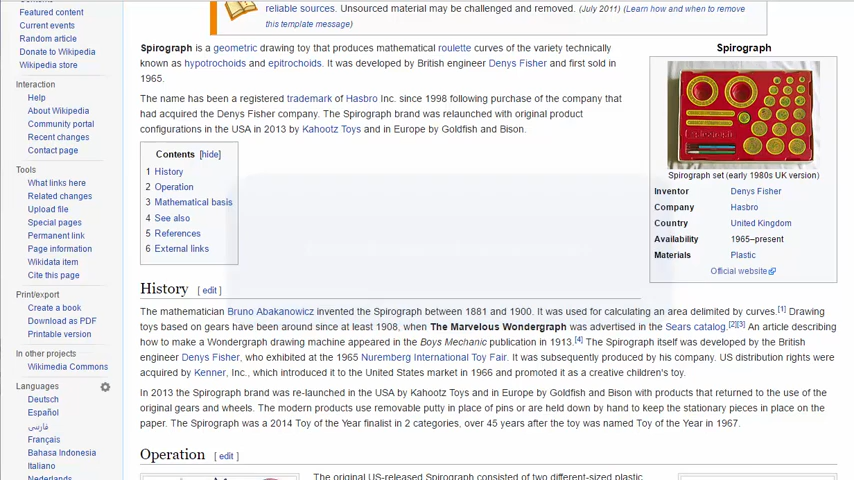 Contents
Featured content
Current events
Random article
Donate to Wikipedia
Wikipedia store
Interaction
Help
About Wikipedia
Community portal
Recent changes
Contact page
Tools
What links here
Related changes
Upload file
Special pages
Permanent link
Page information
Wikidata item
Cite this page
Print/export
Create a book
Download as PDF
Printable version
In other projects
Wikimedia Commons
Languages
Deutsch
Español
فارسی
Français
Bahasa Indonesia
Italiano
Nederlands
reliable sources. Unsourced material may be challenged and removed. (July 2011) (Learn how and when to remove
this template message)
Spirograph is a geometric drawing toy that produces mathematical roulette curves of the variety technically
known as hypotrochoids and epitrochoids. It was developed by British engineer Denys Fisher and first sold in
1965.
The name has been a registered trademark of Hasbro Inc. since 1998 following purchase of the company that
had acquired the Denys Fisher company. The Spirograph brand was relaunched with original product
configurations in the USA in 2013 by Kahootz Toys and in Europe by Goldfish and Bison.
Contents [hide]
1 History
2 Operation
3 Mathematical basis
4 See also
5 References
6 External links
Spirograph
Spirograph set (early 1980s UK version)
Inventor Denys Fisher
Company Hasbro
Country United Kingdom
Availability 1965–present
Materials Plastic
Official website
History [ edit ]
The mathematician Bruno Abakanowicz invented the Spirograph between 1881 and 1900. It was used for calculating an area delimited by curves.[1] Drawing
toys based on gears have been around since at least 1908, when The Marvelous Wondergraph was advertised in the Sears catalog.[2][3] An article describing
how to make a Wondergraph drawing machine appeared in the Boys Mechanic publication in 1913.[4] The Spirograph itself was developed by the British
engineer Denys Fisher, who exhibited at the 1965 Nuremberg International Toy Fair. It was subsequently produced by his company. US distribution rights were
acquired by Kenner, Inc., which introduced it to the United States market in 1966 and promoted it as a creative children's toy.
In 2013 the Spirograph brand was re-launched in the USA by Kahootz Toys and in Europe by Goldfish and Bison with products that returned to the use of the
original gears and wheels. The modern products use removable putty in place of pins or are held down by hand to keep the stationary pieces in place on the
paper. The Spirograph was a 2014 Toy of the Year finalist in 2 categories, over 45 years after the toy was named Toy of the Year in 1967.
Operation [ edit ]
The original US-released Spirograph consisted of two different-sized plastic